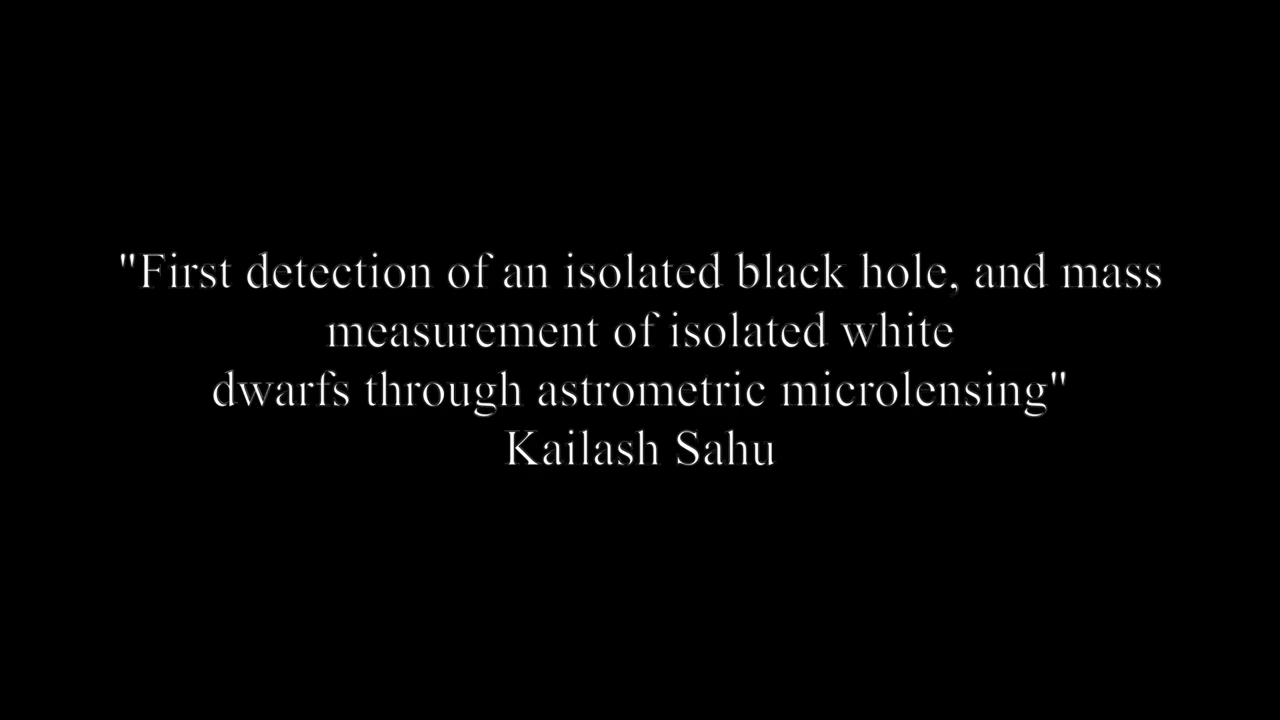 "First detection of an isolated black hole, and mass
measurement of isolated white
dwarfs through astrometric microlensing"
Kailash Sahu